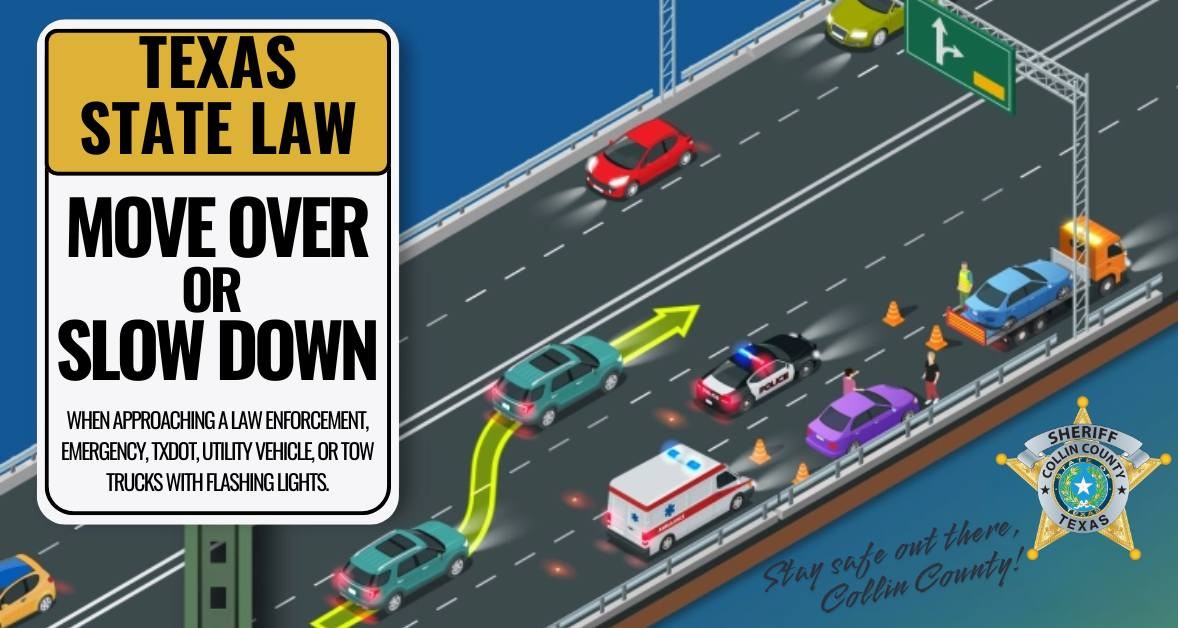 TEXAS
STATE LAW
MOVE OVER
OR
SLOW DOWN
WHEN APPROACHING A LAW ENFORCEMENT,
EMERGENCY, TXDOT, UTILITY VEHICLE, OR TOW
TRUCKS WITH FLASHING LIGHTS.
POLICE
AMBULANCE
SHERIFF
COLLIN COUNTY
TEXAS
Stay safe out there,
Collin County!